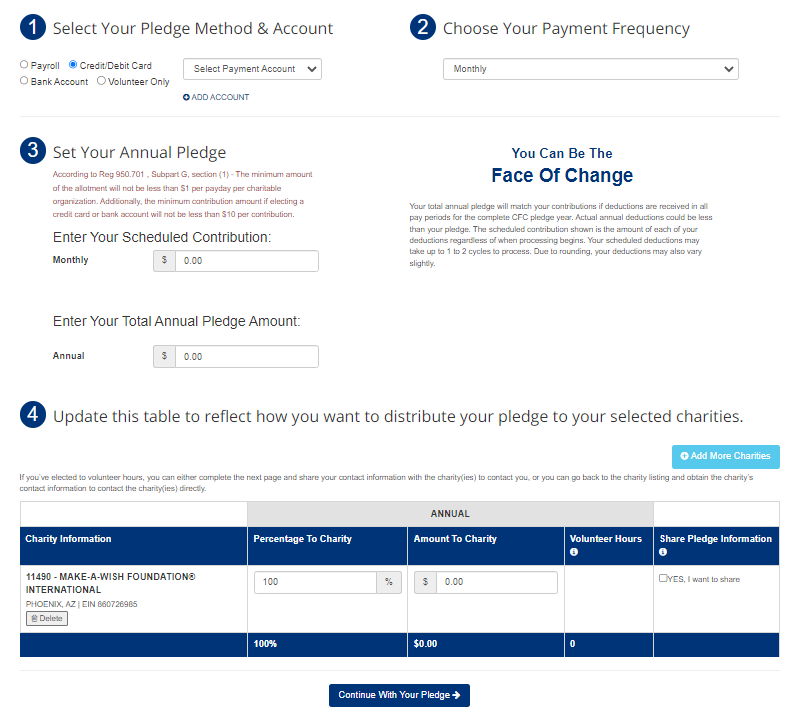 1 Select Your Pledge Method & Account
2 Choose Your Payment Frequency
Payroll Credit/Debit Card
Bank Account Volunteer Only
Select Payment Account
ADD ACCOUNT
Monthly
3 Set Your Annual Pledge
According to Reg 950.701 , Subpart G, section (1) - The minimum amount
of the allotment will not be less than $1 per payday per charitable
organization. Additionally, the minimum contribution amount if electing a
credit card or bank account will not be less than $10 per contribution.
Enter Your Scheduled Contribution:
Monthly $ 0.00
Enter Your Total Annual Pledge Amount:
Annual $ 0.00
You Can Be The
Face Of Change
Your total annual pledge will match your contributions if deductions are received in all
pay periods for the complete CFC pledge year. Actual annual deductions could be less
than your pledge. The scheduled contribution shown is the amount of each of your
deductions regardless of when processing begins. Your scheduled deductions may
take up to 1 to 2 cycles to process. Due to rounding, your deductions may also vary
slightly.
4 Update this table to reflect how you want to distribute your pledge to your selected charities.
Add More Charities
If you've elected to volunteer hours, you can either complete the next page and share your contact information with the charity(ies) to contact you, or you can go back to the charity listing and obtain the charity's
contact information to contact the charity(ies) directly.
ANNUAL
Charity Information Percentage To Charity Amount To Charity Volunteer Hours Share Pledge Information
11490 - MAKE-A-WISH FOUNDATION®
INTERNATIONAL
PHOENIX, AZ | EIN 860726985
Delete
100 %
$ 0.00
YES, I want to share
100% $0.00 0
Continue With Your Pledge